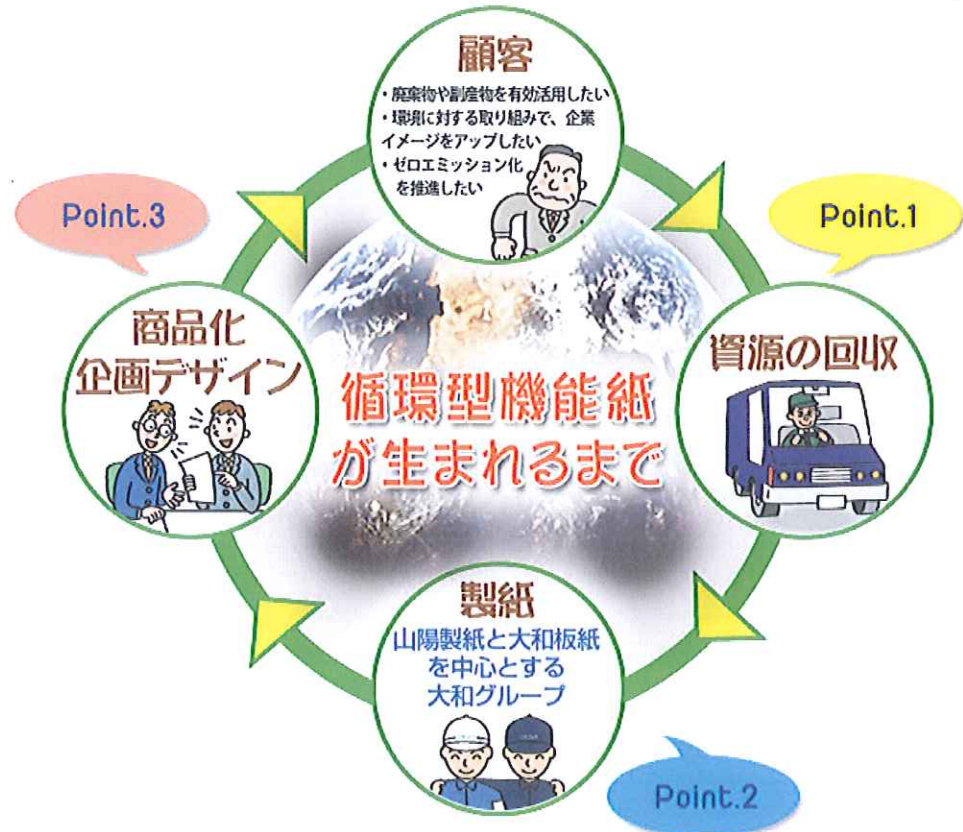 顧客
・廃棄物や副産物を有効活用したい
・環境に対する取り組みで、企業
イメージをアップしたい
・ゼロエミッション化
を推進したい
Point.1
資源の回収
循環型機能紙
が生まれるまで
製紙
山陽製紙と大和板紙
を中心とする
大和グループ
Point.2
Point.3
商品化
企画デザイン